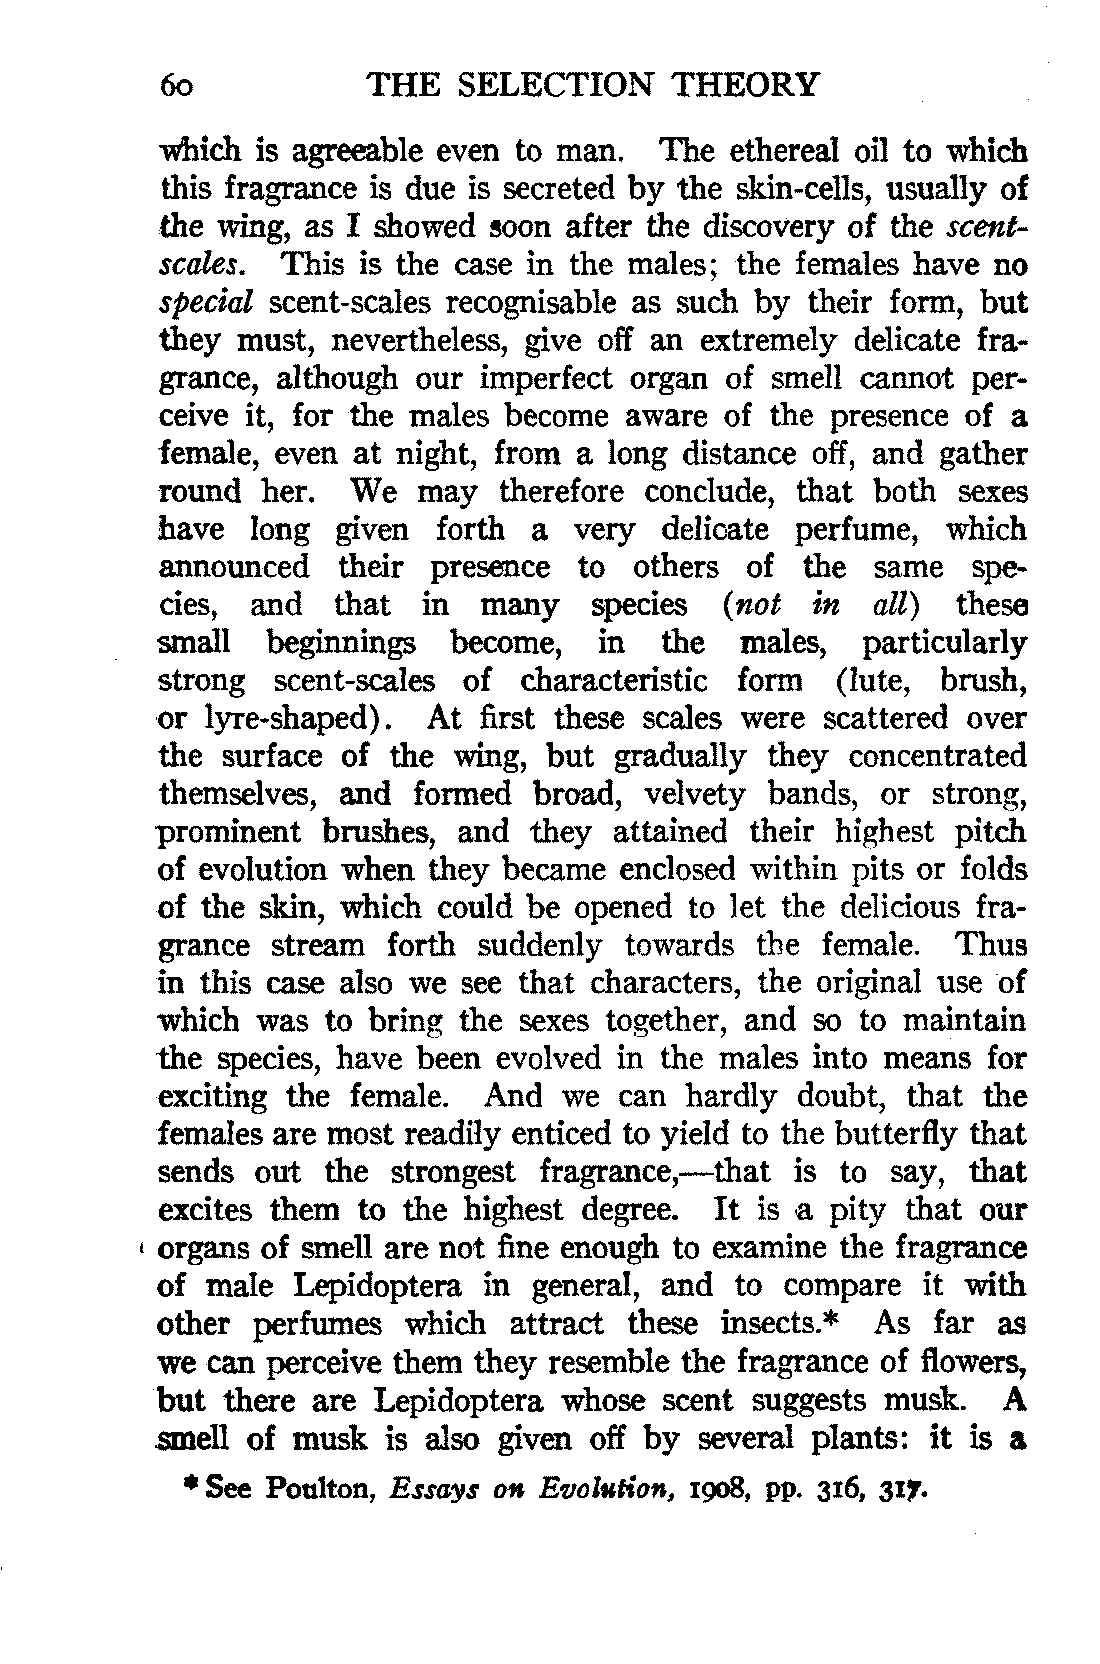 60 THE SELECTION THEORY
which is agreeable even to man. The ethereal oil to which
this fragrance is due is secreted by the skin-cells, usually of
the wing, as I showed soon after the discovery of the scent-
scales. This is the case in the males; the females have no
special scent-scales recognisable as such by their form, but
they must, nevertheless, give off an extremely delicate fra-
grance, although our imperfect organ of smell cannot per-
ceive it, for the males become aware of the presence of a
female, even at night, from a long distance off, and gather
round her. We may therefore conclude, that both sexes
have long given forth a very delicate perfume, which
announced their presence to others of the same spe-
cies, and that in many species (not in all) these
small beginnings become, in the males, particularly
strong scent-scales of characteristic form (lute, brush,
or lyre-shaped). At first these scales were scattered over
the surface of the wing, but gradually they concentrated
themselves, and formed broad, velvety bands, or strong,
prominent brushes, and they attained their highest pitch
of evolution when they became enclosed within pits or folds
of the skin, which could be opened to let the delicious fra-
grance stream forth suddenly towards the female. Thus
in this case also we see that characters, the original use of
which was to bring the sexes together, and so to maintain
the species, have been evolved in the males into means for
exciting the female. And we can hardly doubt, that the
females are most readily enticed to yield to the butterfly that
sends out the strongest fragrance,—that is to say, that
excites them to the highest degree. It is a pity that our
organs of smell are not fine enough to examine the fragrance
of male Lepidoptera in general, and to compare it with
other perfumes which attract these insects.* As far as
we can perceive them they resemble the fragrance of flowers,
but there are Lepidoptera whose scent suggests musk. A
smell of musk is also given off by several plants: it is a
* See Poulton, Essays on Evolution, 1908, pp. 316, 317.